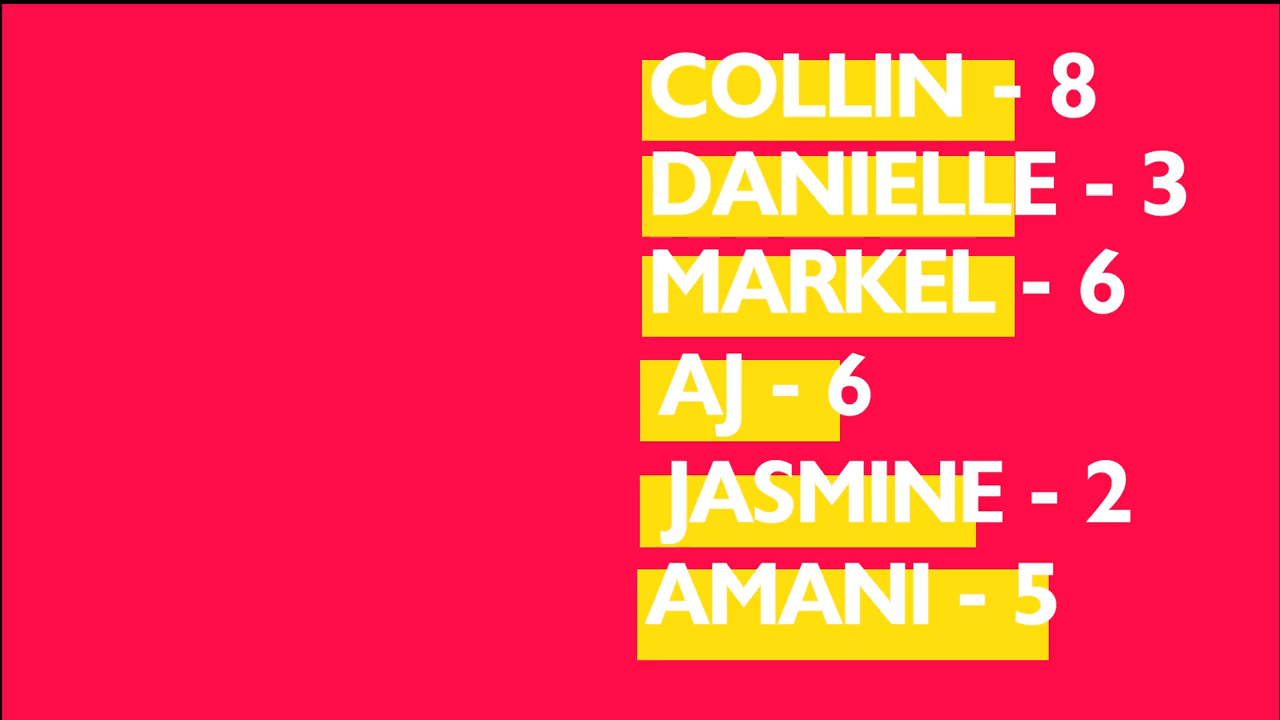 COLLIN - 8
DANIELLE - 3
MARKEL - 6
AJ - 6
JASMINE - 2
AMANI - 5